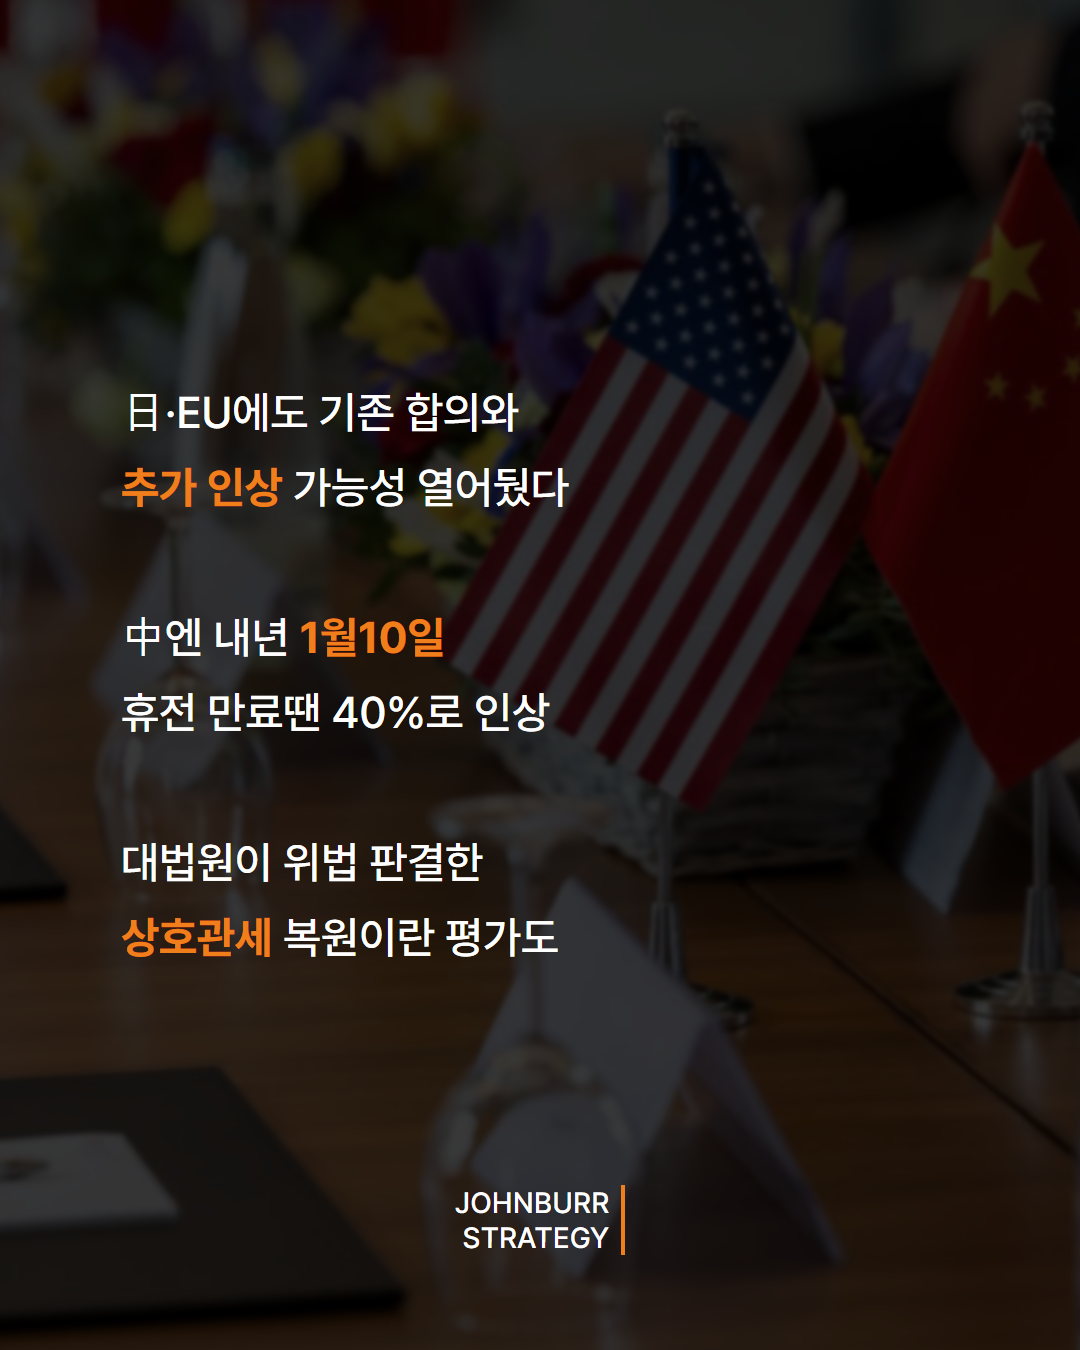 日·EU에도 기존 합의와
추가 인상 가능성 열어뒀다
中엔 내년 1월10일
휴전 만료땐 40%로 인상
대법원이 위법 판결한
상호관세 복원이란 평가도
JOHNBURR
STRATEGY